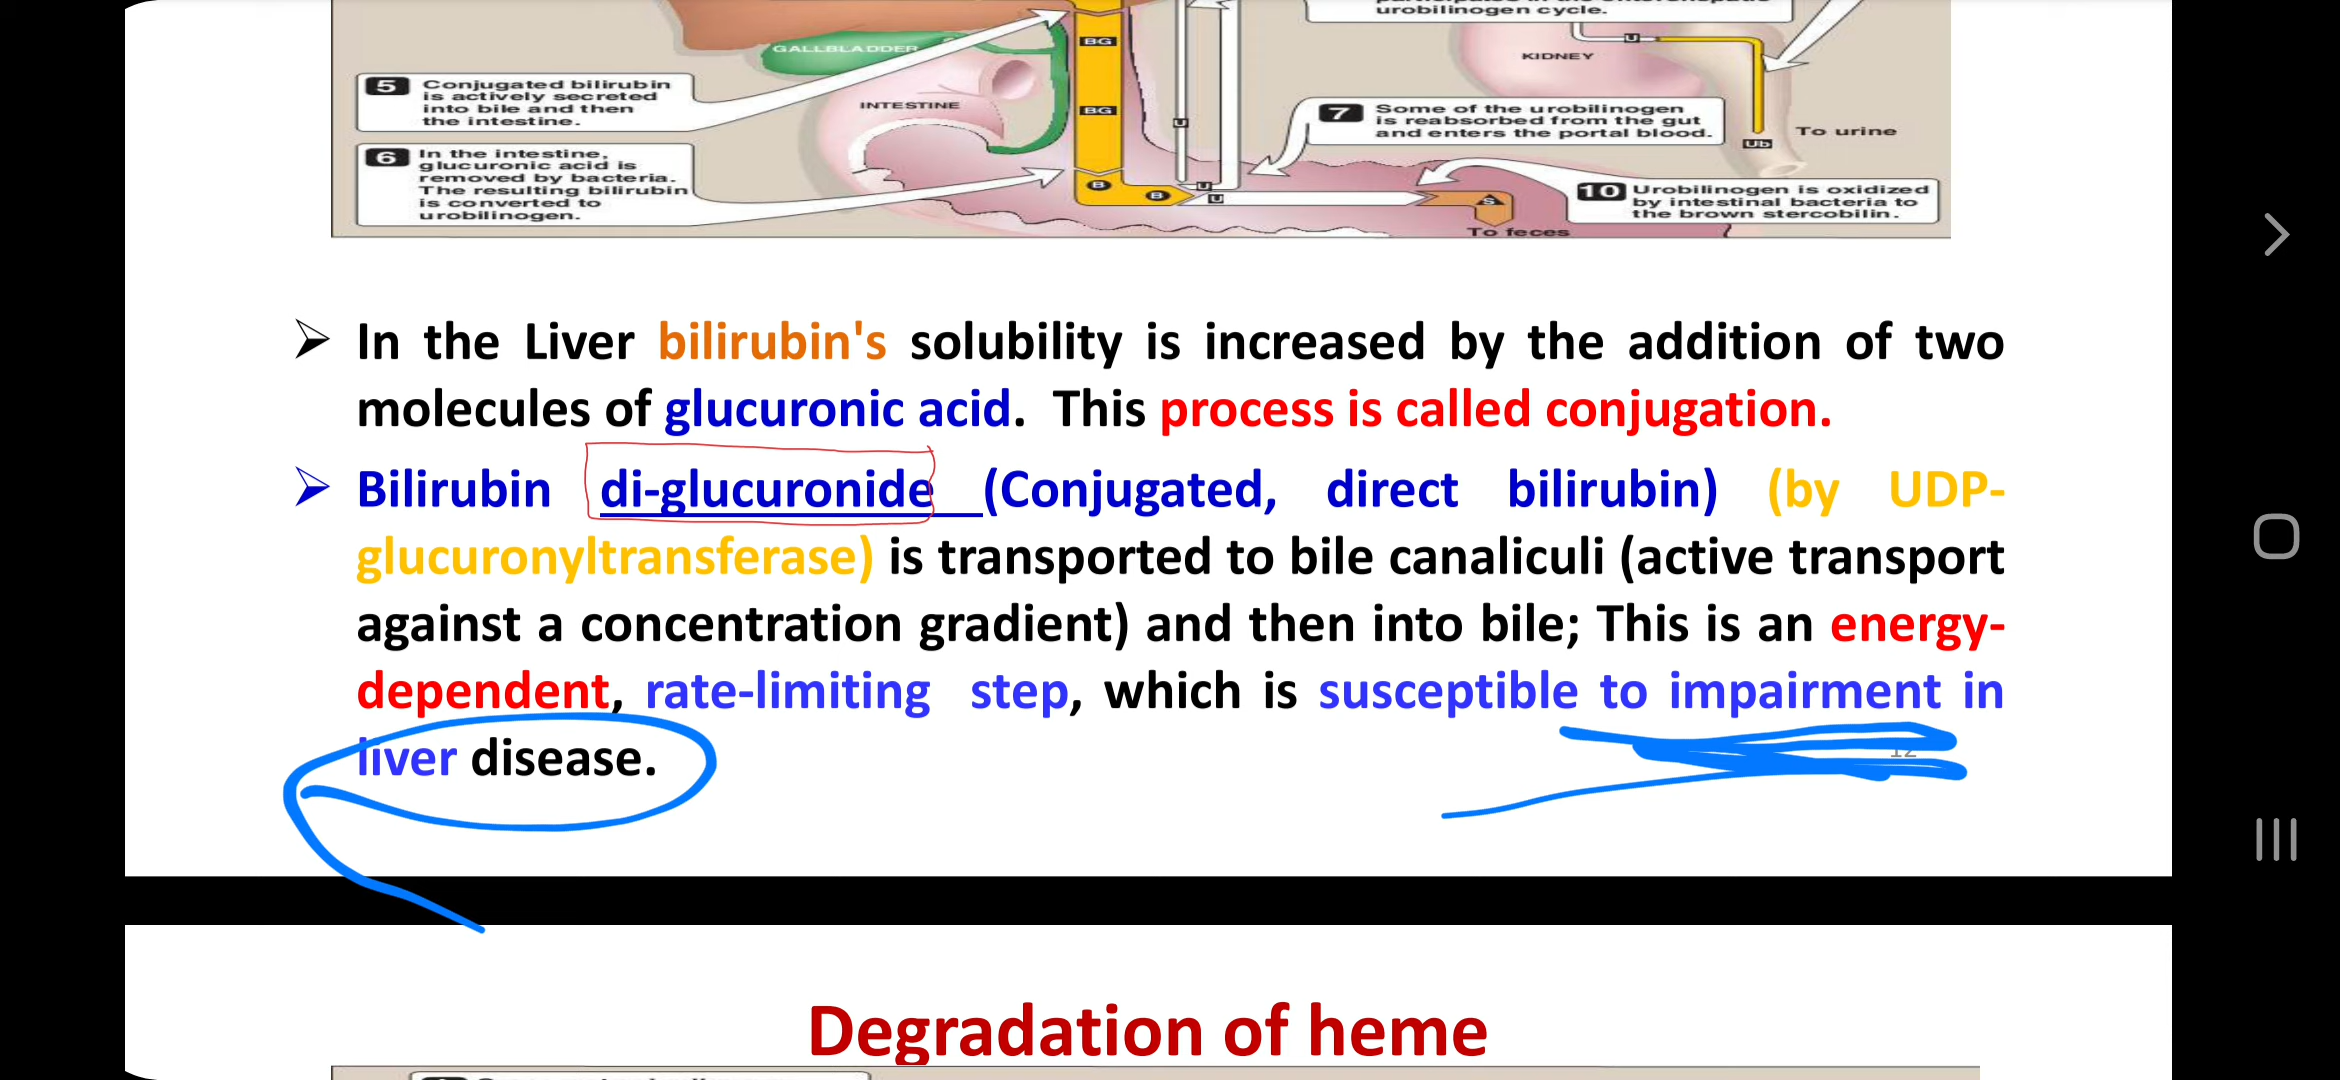 urobilinogen cycle.
GALLBLADDER
BG
U
KIDNEY
5 Conjugated bilirubin
is actively secreted
into bile and then
the intestine.
INTESTINE
BG
U
7 Some of the urobilinogen
is reabsorbed from the gut
and enters the portal blood.
To urine
Ub
6 In the intestine,
glucuronic acid is
removed by bacteria.
The resulting bilirubin
is converted to
urobilinogen.
B
B
U
U
S
To feces
10 Urobilinogen is oxidized
by intestinal bacteria to
the brown stercobilin.
➢ In the Liver bilirubin's solubility is increased by the addition of two
molecules of glucuronic acid. This process is called conjugation.
➢ Bilirubin di-glucuronide (Conjugated, direct bilirubin) (by UDP-
glucuronyltransferase) is transported to bile canaliculi (active transport
against a concentration gradient) and then into bile; This is an energy-
dependent, rate-limiting step, which is susceptible to impairment in
liver disease.
12
Degradation of heme